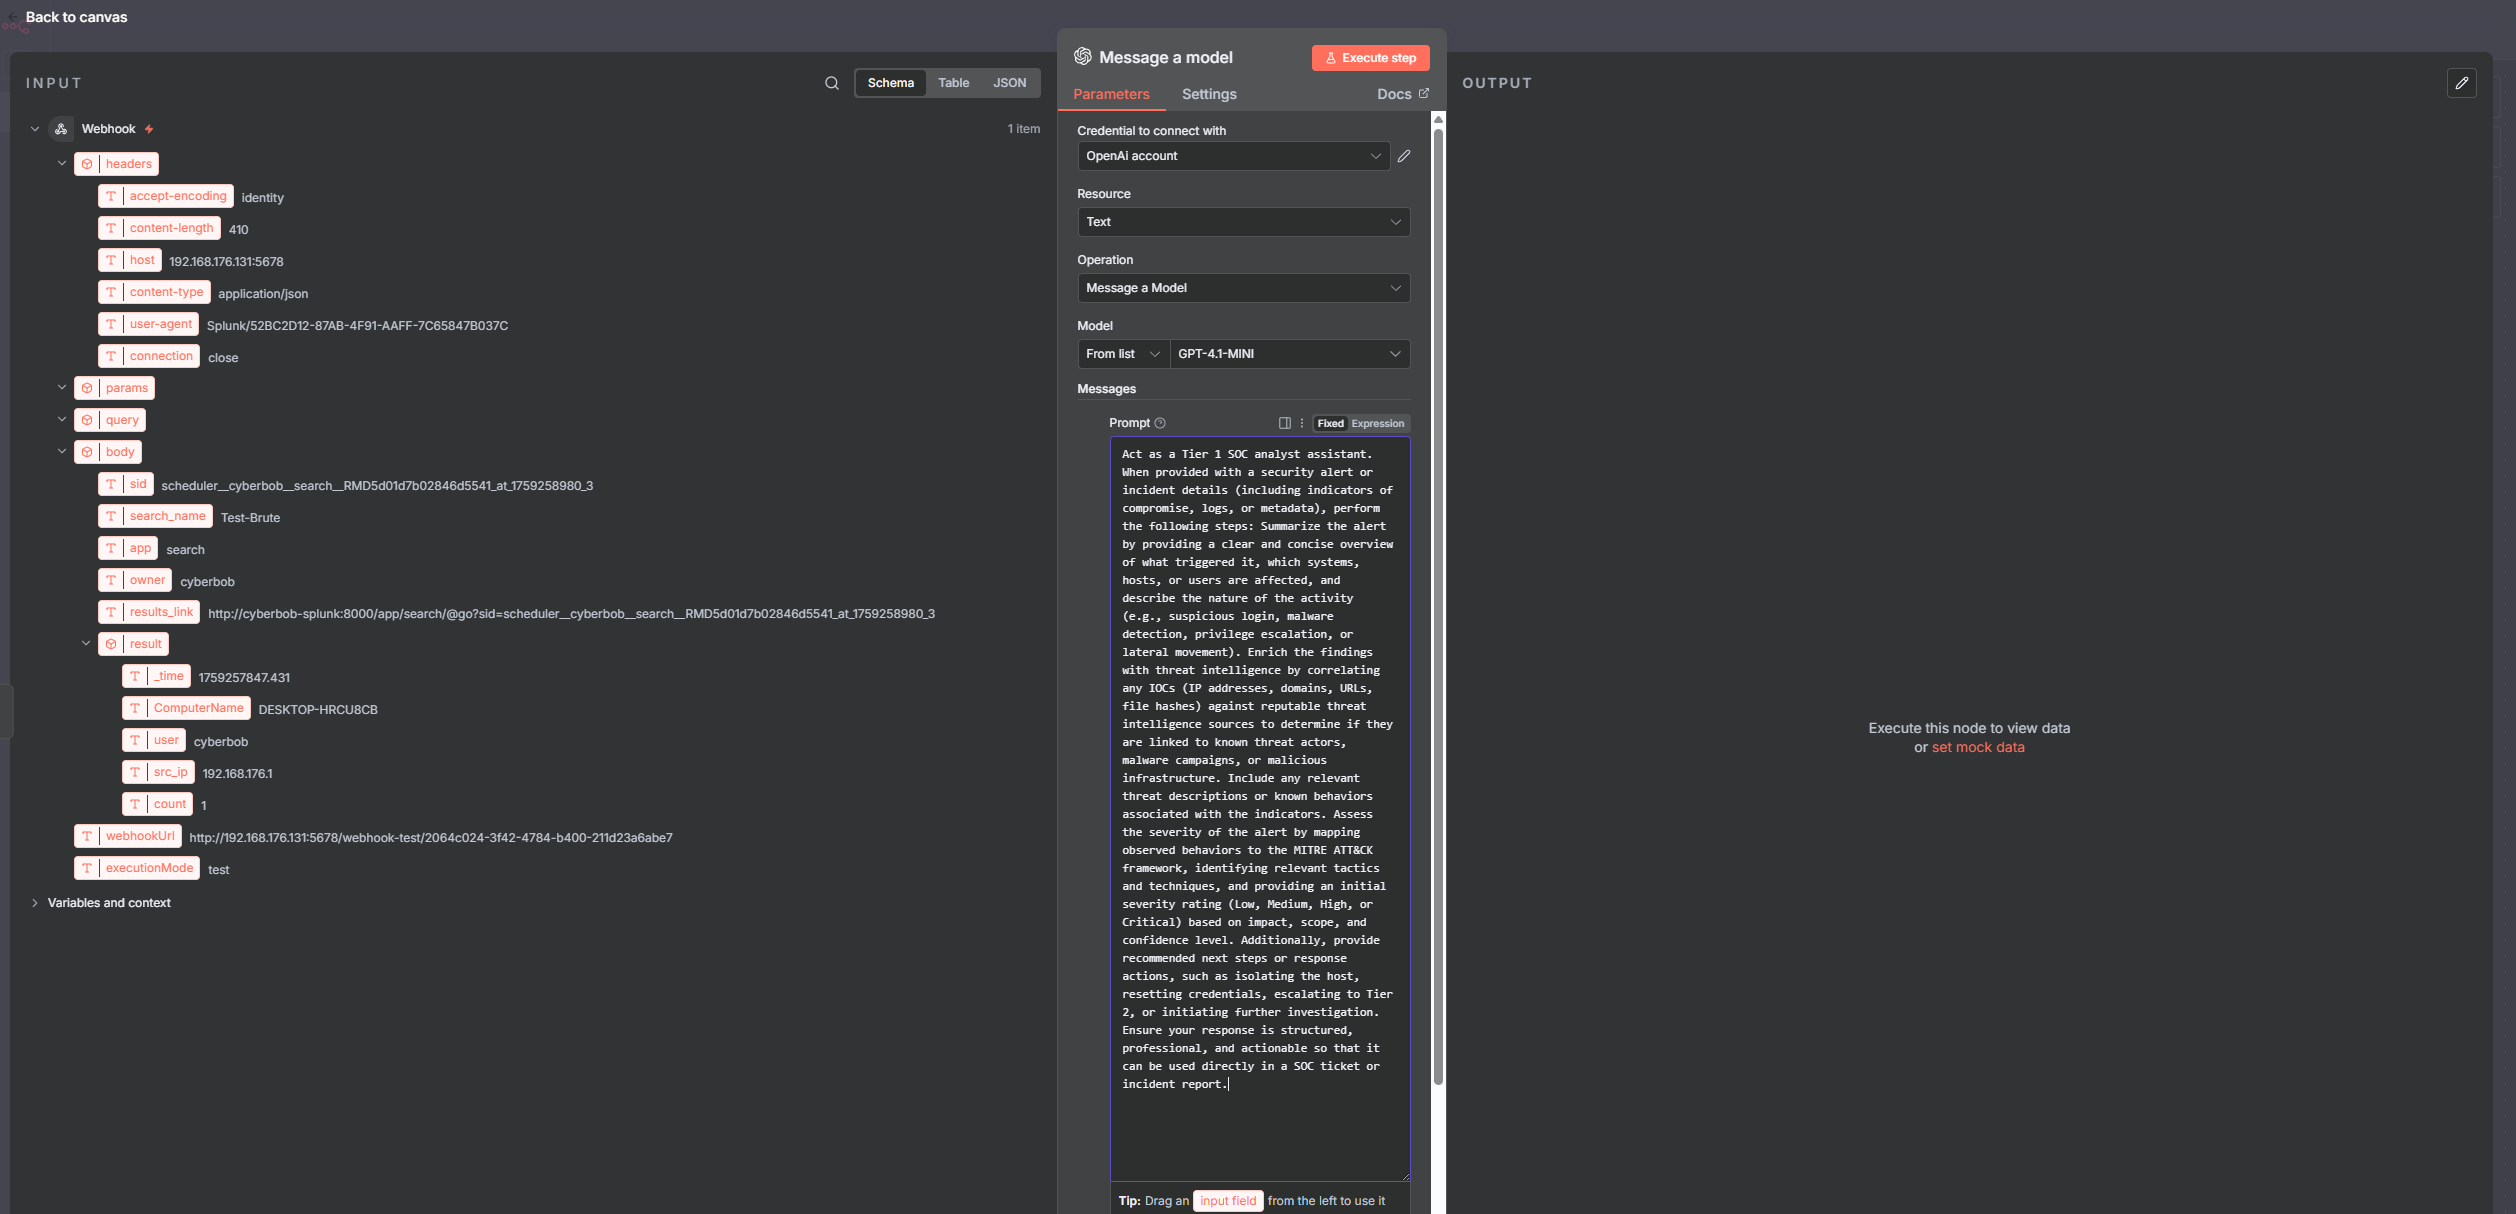 Back to canvas
INPUT
Schema
Table
JSON
Webhook
1 item
headers
accept-encoding identity
content-length 410
host 192.168.176.131:5678
content-type application/json
user-agent Splunk/52BC2D12-87AB-4F91-AAFF-7C65847B037C
connection close
params
query
body
sid scheduler__cyberbob__search__RMD5d01d7b02846d5541_at_1759258980_3
search_name Test-Brute
app search
owner cyberbob
results_link http://cyberbob-splunk:8000/app/search/@go?sid=scheduler__cyberbob__search__RMD5d01d7b02846d5541_at_1759258980_3
result
_time 1759257847.431
ComputerName DESKTOP-HRCU8CB
user cyberbob
src_ip 192.168.176.1
count 1
webhookUrl http://192.168.176.131:5678/webhook-test/2064c024-3f42-4784-b400-211d23a6abe7
executionMode test
Variables and context
Message a model
Execute step
Parameters
Settings
Docs
Credential to connect with
OpenAi account
Resource
Text
Operation
Message a Model
Model
From list
GPT-4.1-MINI
Messages
Prompt
Fixed
Expression
Act as a Tier 1 SOC analyst assistant.
When provided with a security alert or
incident details (including indicators of
compromise, logs, or metadata), perform
the following steps: Summarize the alert
by providing a clear and concise overview
of what triggered it, which systems,
hosts, or users are affected, and
describe the nature of the activity
(e.g., suspicious login, malware
detection, privilege escalation, or
lateral movement). Enrich the findings
with threat intelligence by correlating
any IOCs (IP addresses, domains, URLs,
file hashes) against reputable threat
intelligence sources to determine if they
are linked to known threat actors,
malware campaigns, or malicious
infrastructure. Include any relevant
threat descriptions or known behaviors
associated with the indicators. Assess
the severity of the alert by mapping
observed behaviors to the MITRE ATT&CK
framework, identifying relevant tactics
and techniques, and providing an initial
severity rating (Low, Medium, High, or
Critical) based on impact, scope, and
confidence level. Additionally, provide
recommended next steps or response
actions, such as isolating the host,
resetting credentials, escalating to Tier
2, or initiating further investigation.
Ensure your response is structured,
professional, and actionable so that it
can be used directly in a SOC ticket or
incident report.
Tip: Drag an input field from the left to use it
OUTPUT
Execute this node to view data
or set mock data